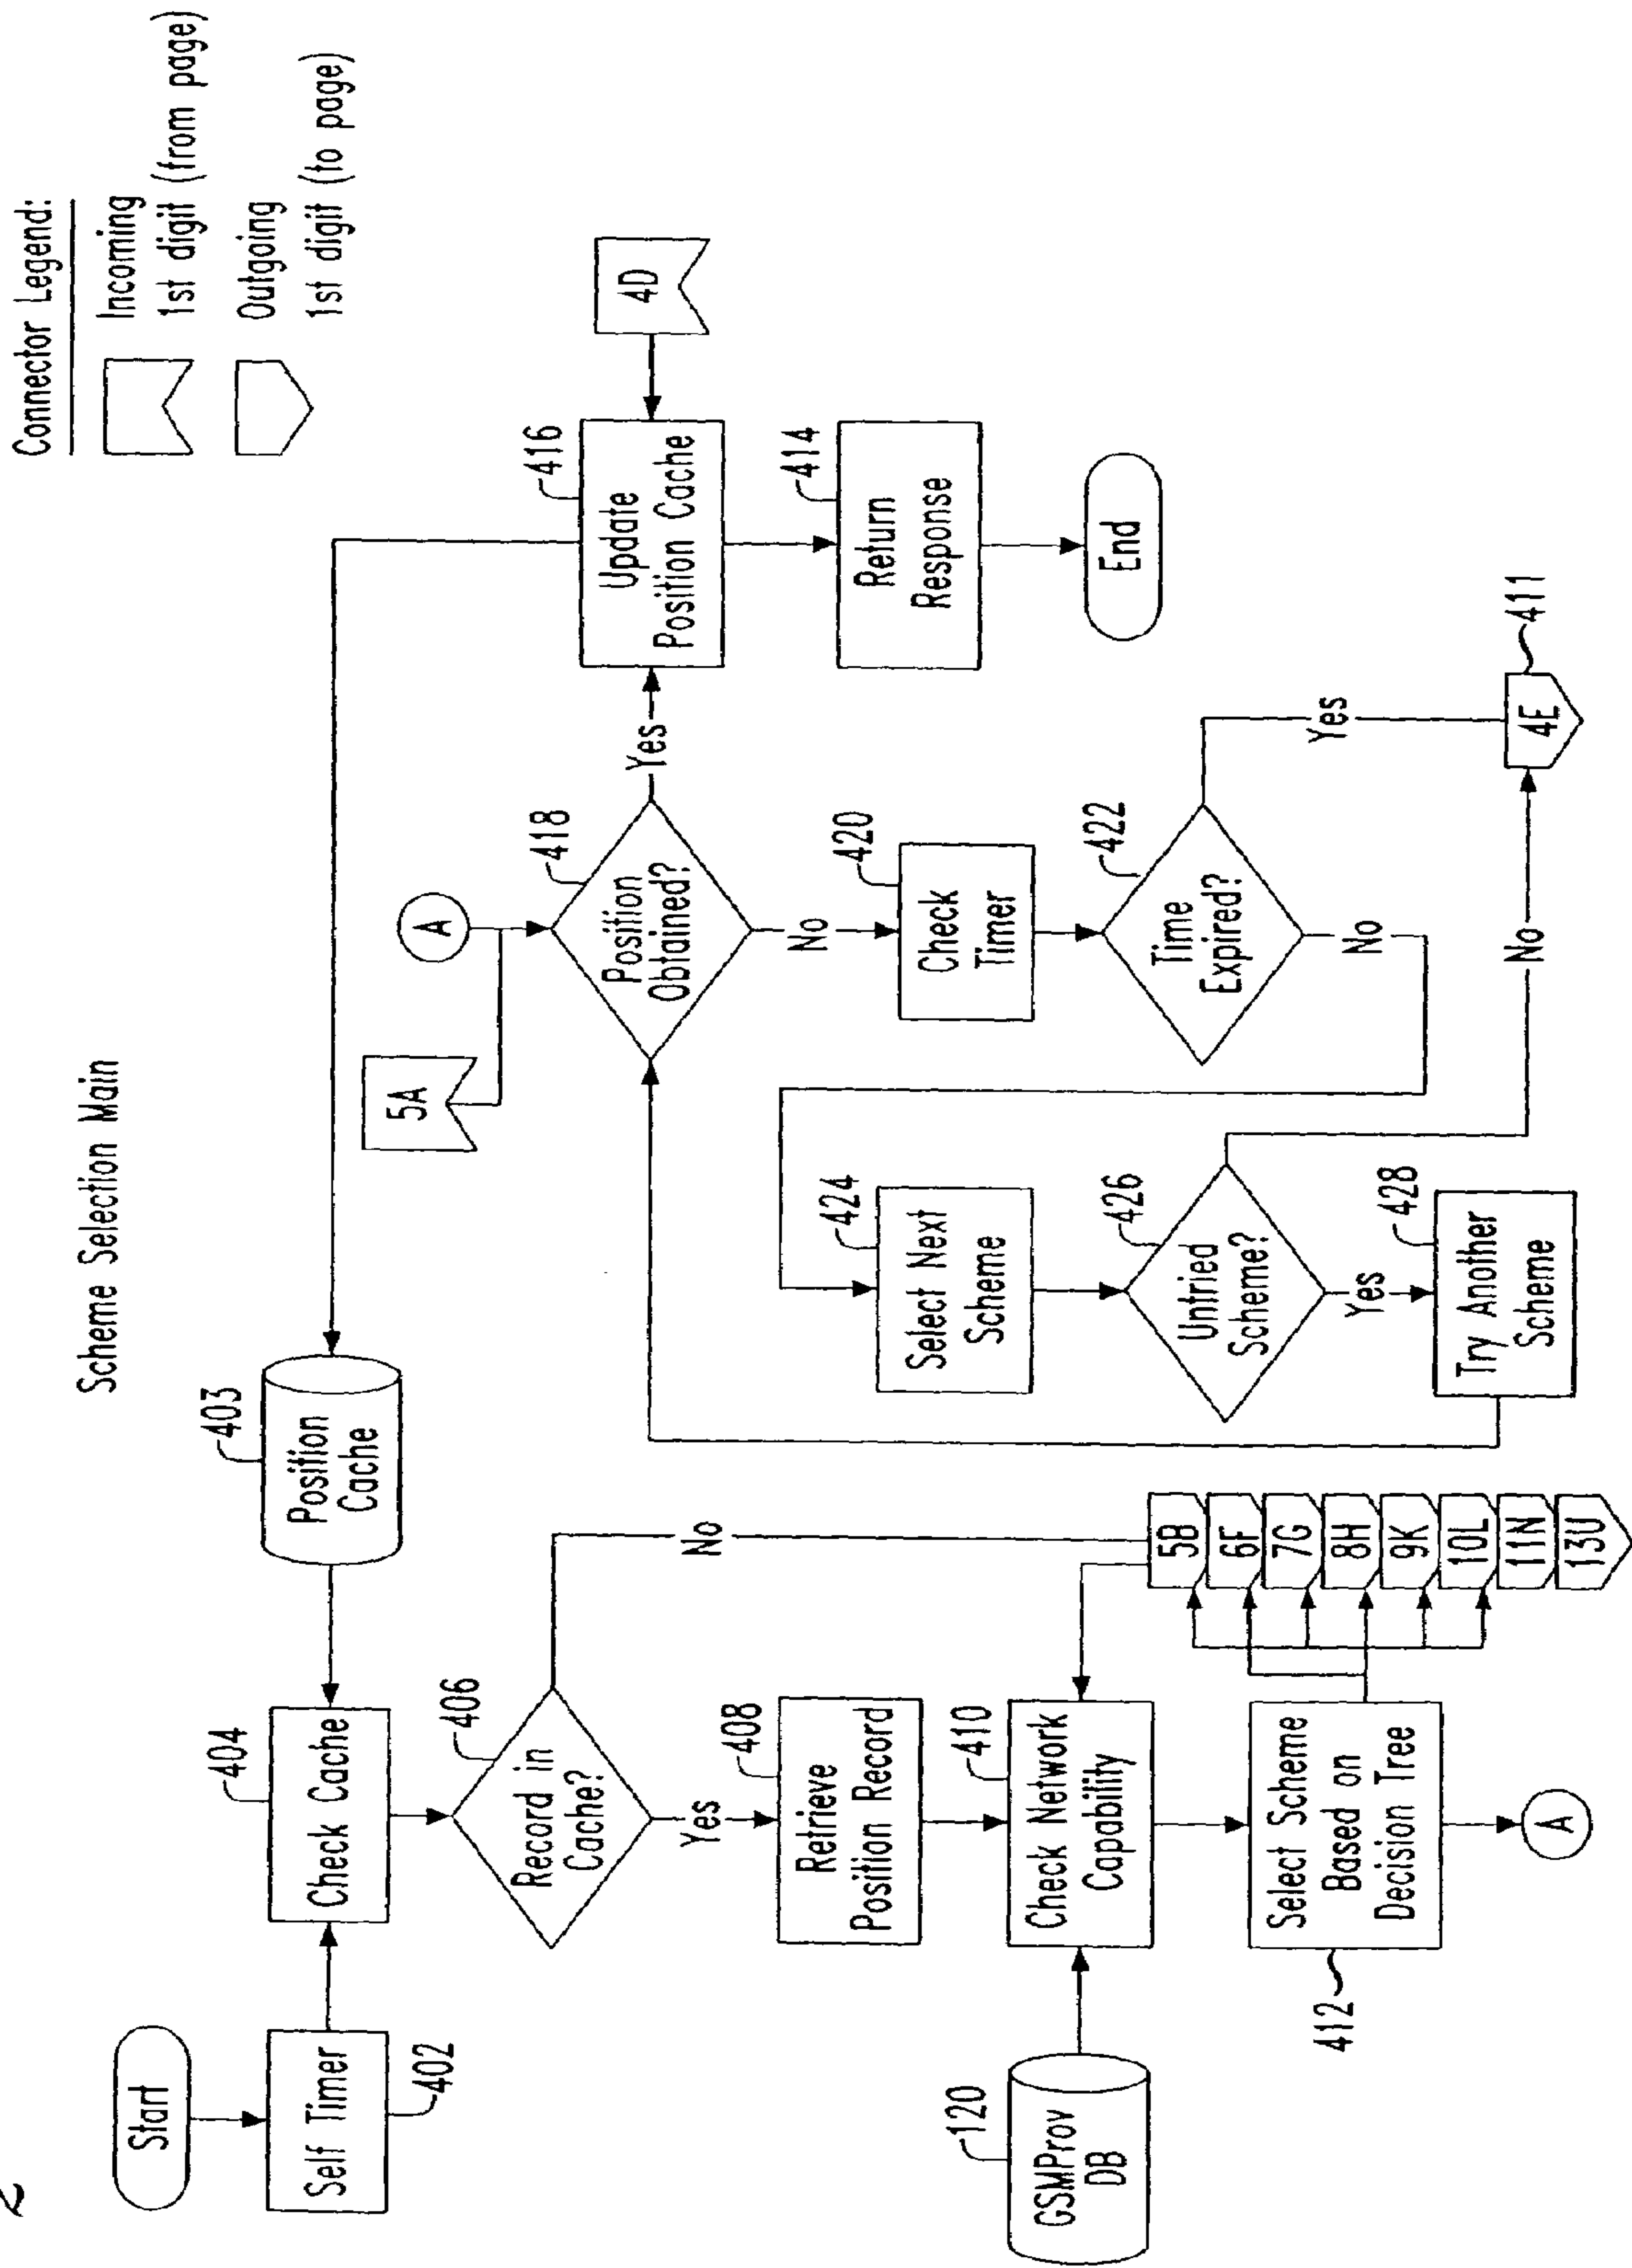 Scheme Selection Main
Connector Legend:
Incoming
1st digit (from page)
Outgoing
1st digit (to page)
Start
Self Timer
402
404
Check Cache
403
Position
Cache
406
Record in
Cache?
Yes
No
408
Retrieve
Position Record
120
GSMProv
DB
410
Check Network
Capability
412
Select Scheme
Based on
Decision Tree
A
5B
6F
7G
8H
9K
10L
11N
13U
5A
A
418
Position
Obtained?
Yes
No
416
Update
Position Cache
4D
414
Return
Response
End
420
Check
Timer
422
Time
Expired?
Yes
No
424
Select Next
Scheme
426
Untried
Scheme?
Yes
No
428
Try Another
Scheme
4E
411